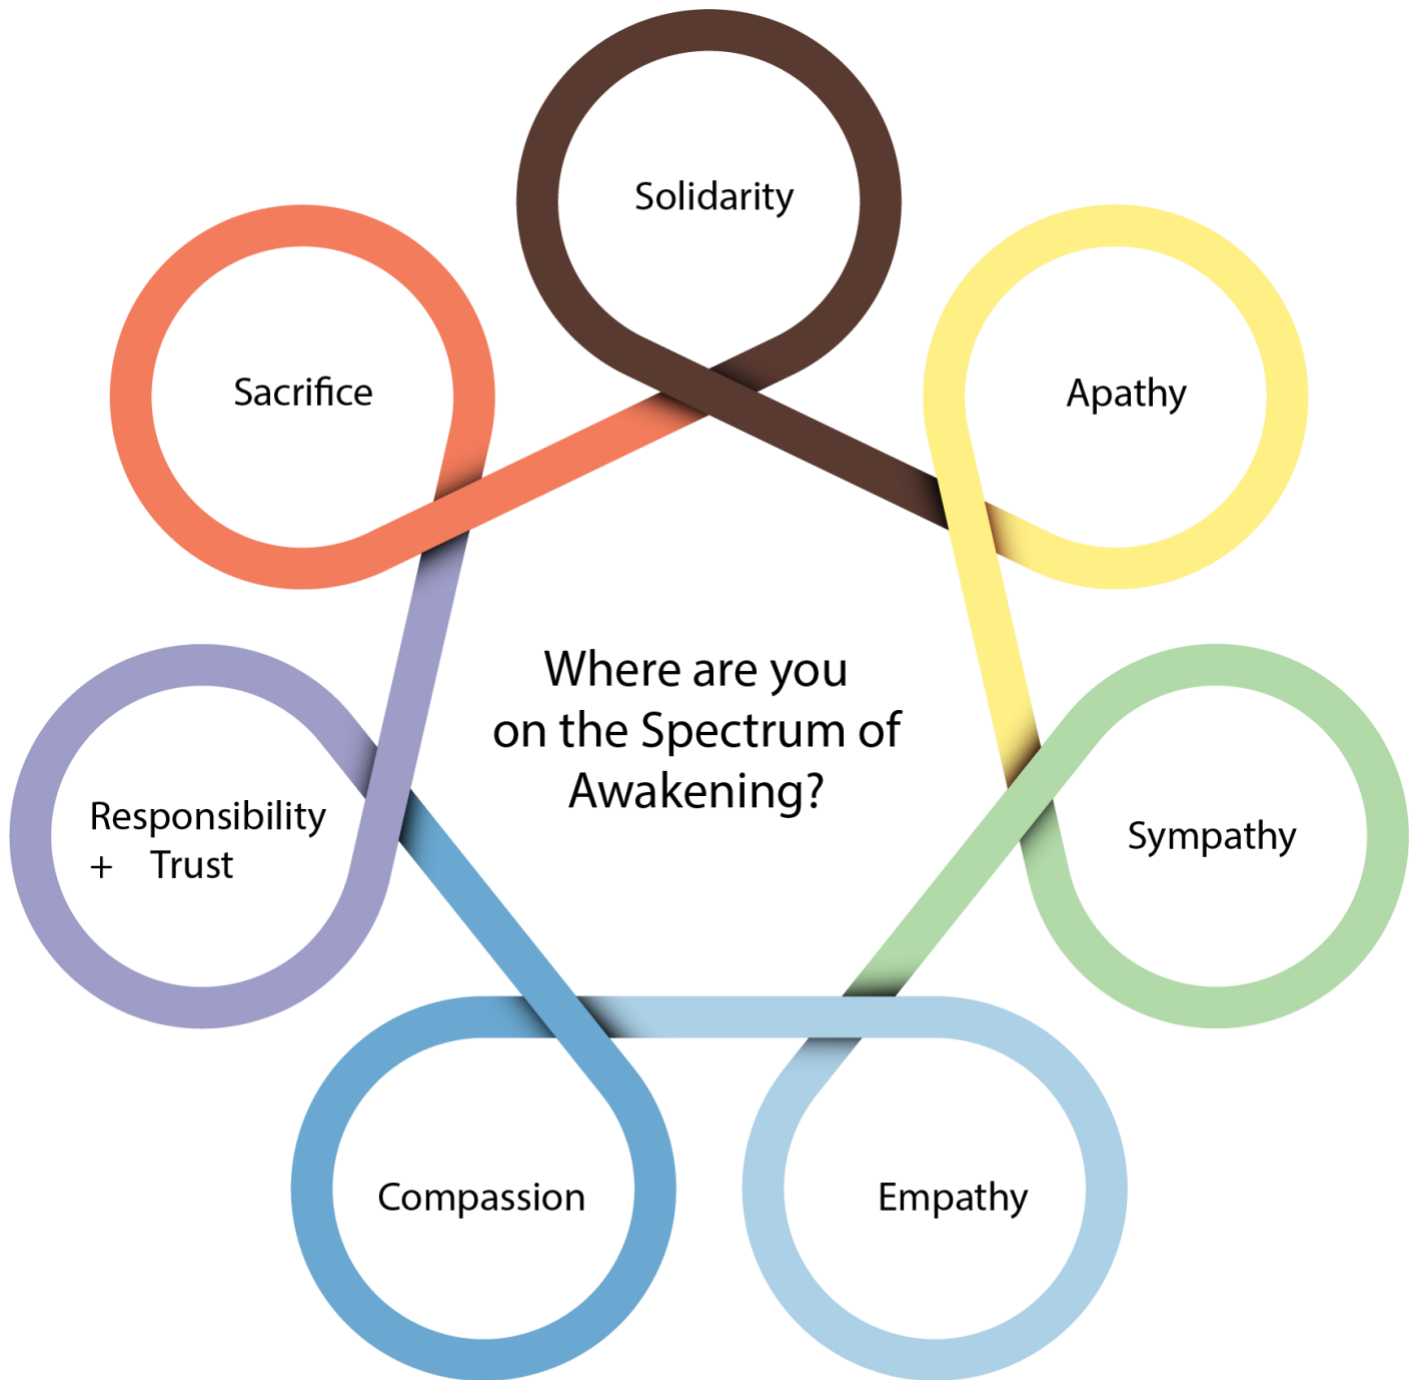 Solidarity
Sacrifice
Apathy
Where are you
on the Spectrum of
Awakening?
Responsibility
+ Trust
Sympathy
Compassion
Empathy